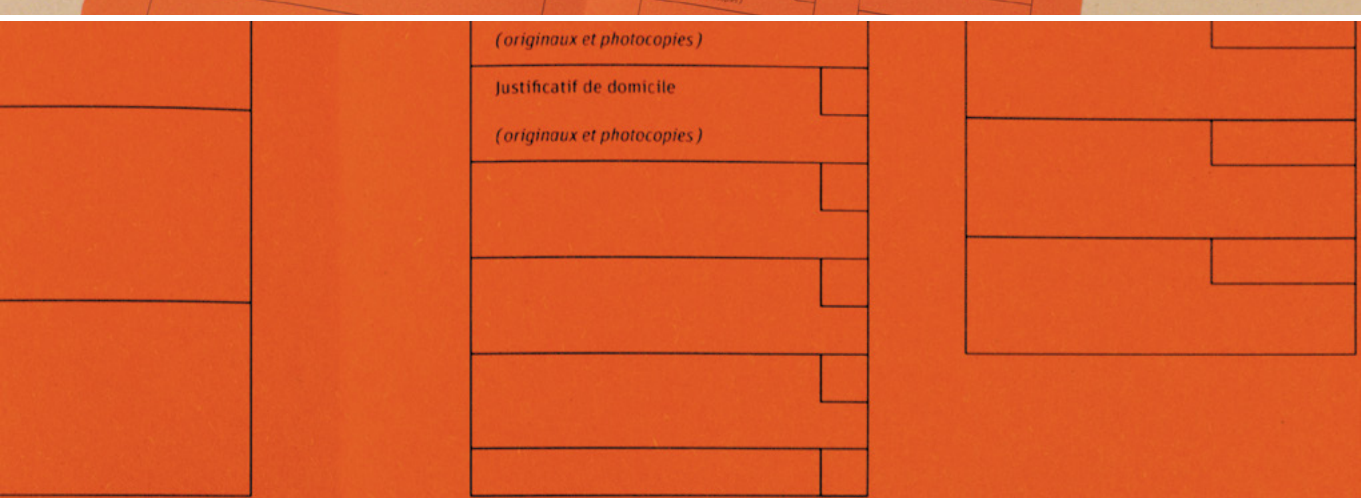 (originaux et photocopies)
Justificatif de domicile
(originaux et photocopies)